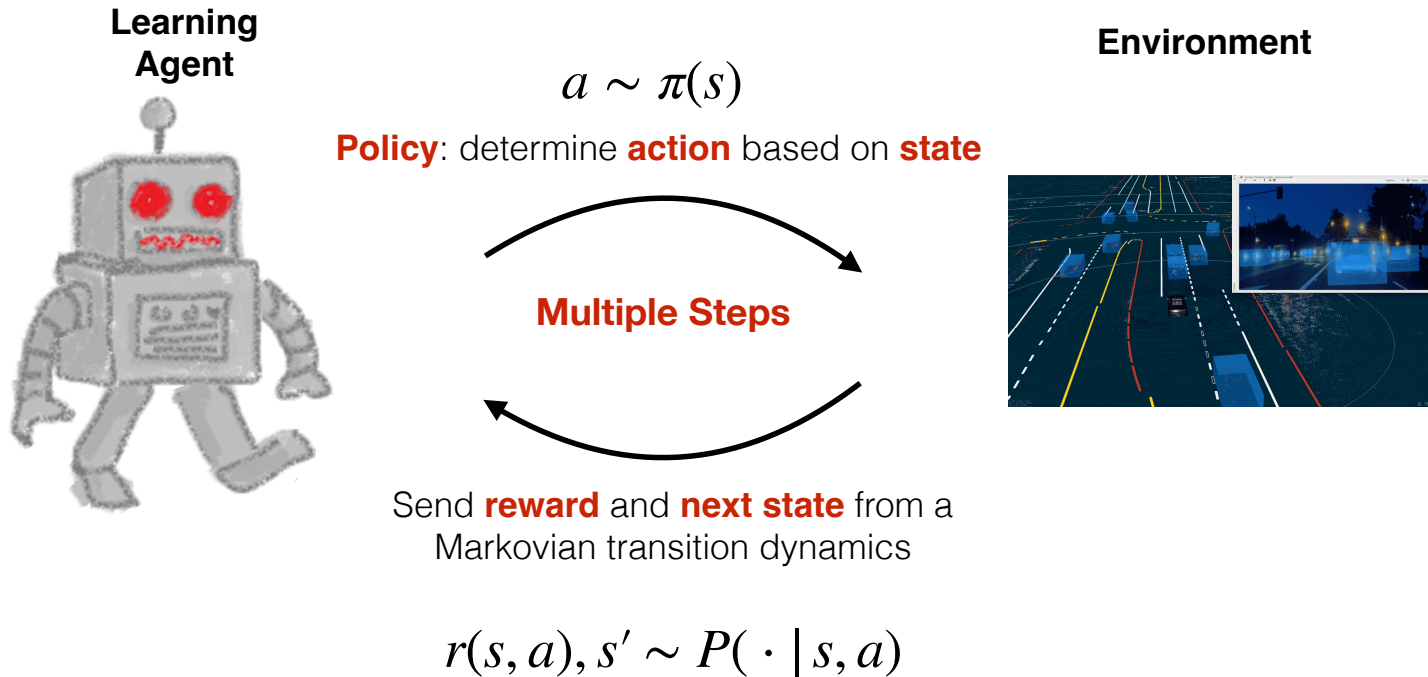 Learning
Agent
Environment
a ∼ π(s)
Policy: determine action based on state
Multiple Steps
Send reward and next state from a
Markovian transition dynamics
r(s, a), s′ ∼ P( · | s, a)